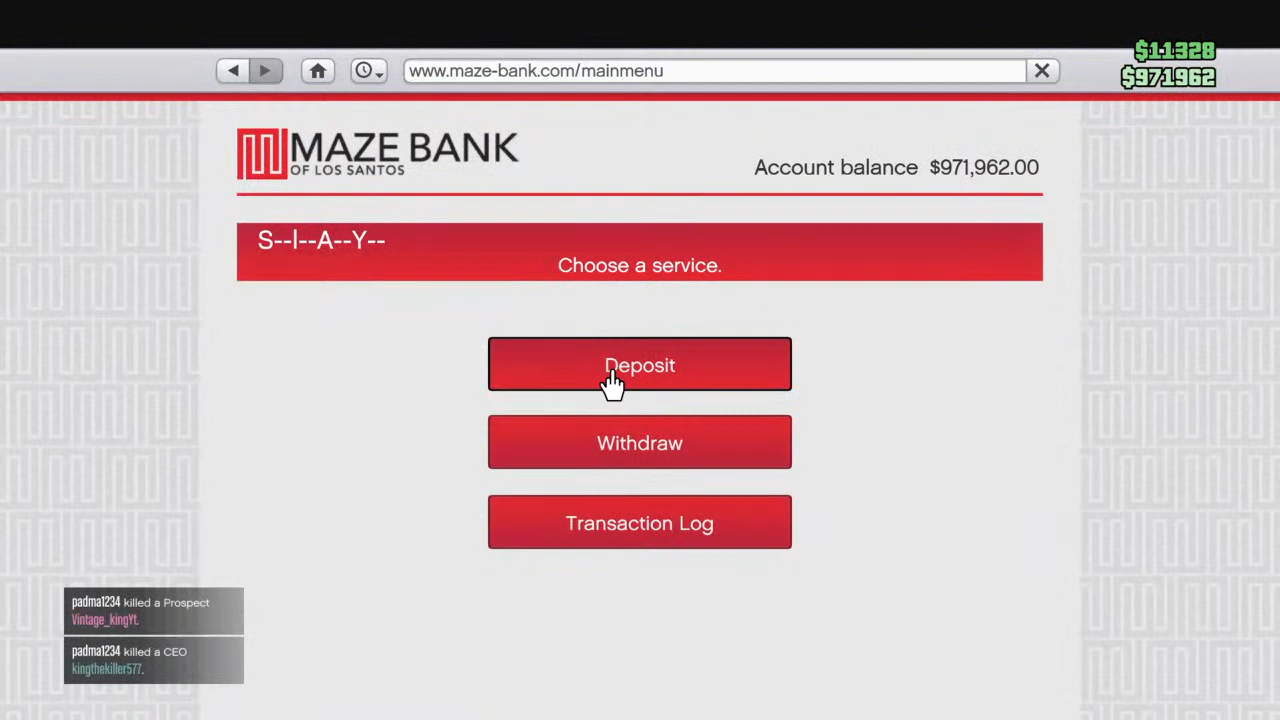 $11328
www.maze-bank.com/mainmenu
$971962
MAZE BANK
OF LOS SANTOS
Account balance $971,962.00
S--I--A--Y--
Choose a service.
Deposit
Withdraw
Transaction Log
padma1234 killed a Prospect
Vintage_kingYt.
padma1234 killed a CEO
kingthekiller577.